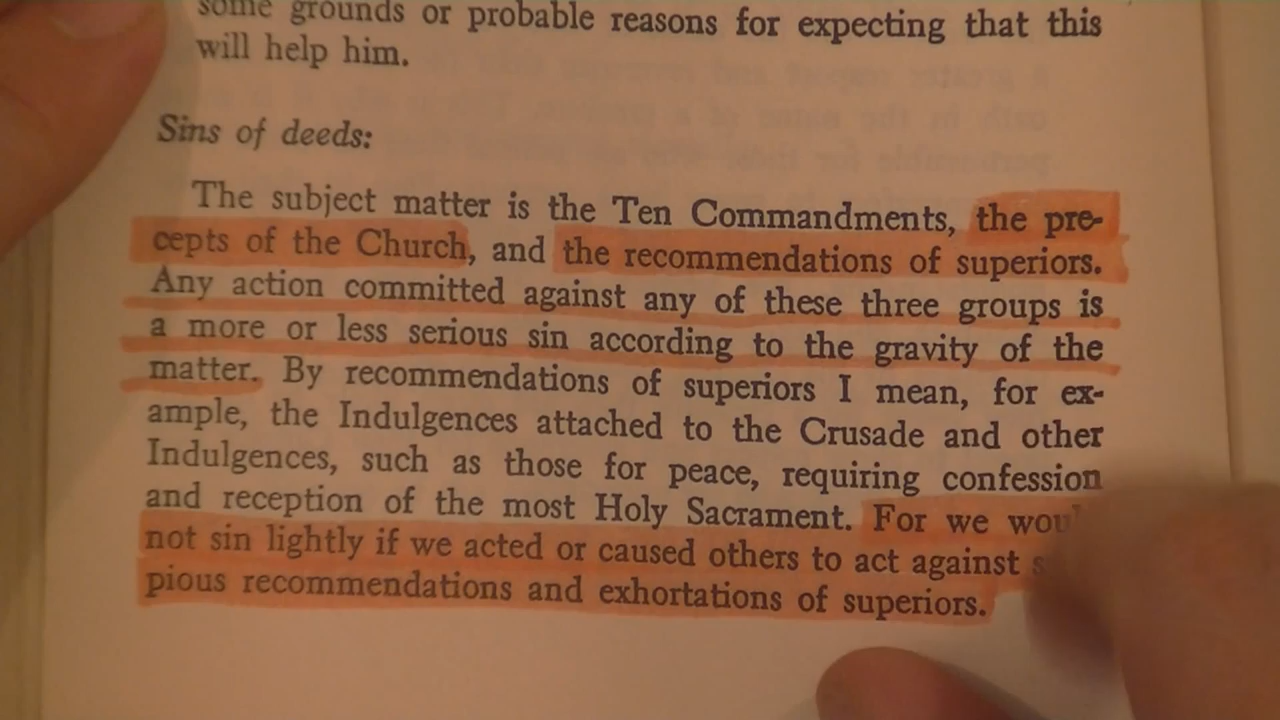 some grounds or probable reasons for expecting that this
will help him.
Sins of deeds:
The subject matter is the Ten Commandments, the pre-
cepts of the Church, and the recommendations of superiors.
Any action committed against any of these three groups is
a more or less serious sin according to the gravity of the
matter. By recommendations of superiors I mean, for ex-
ample, the Indulgences attached to the Crusade and other
Indulgences, such as those for peace, requiring confession
and reception of the most Holy Sacrament. For we
not sin lightly if we acted or caused others to act against
pious recommendations and exhortations of superiors.